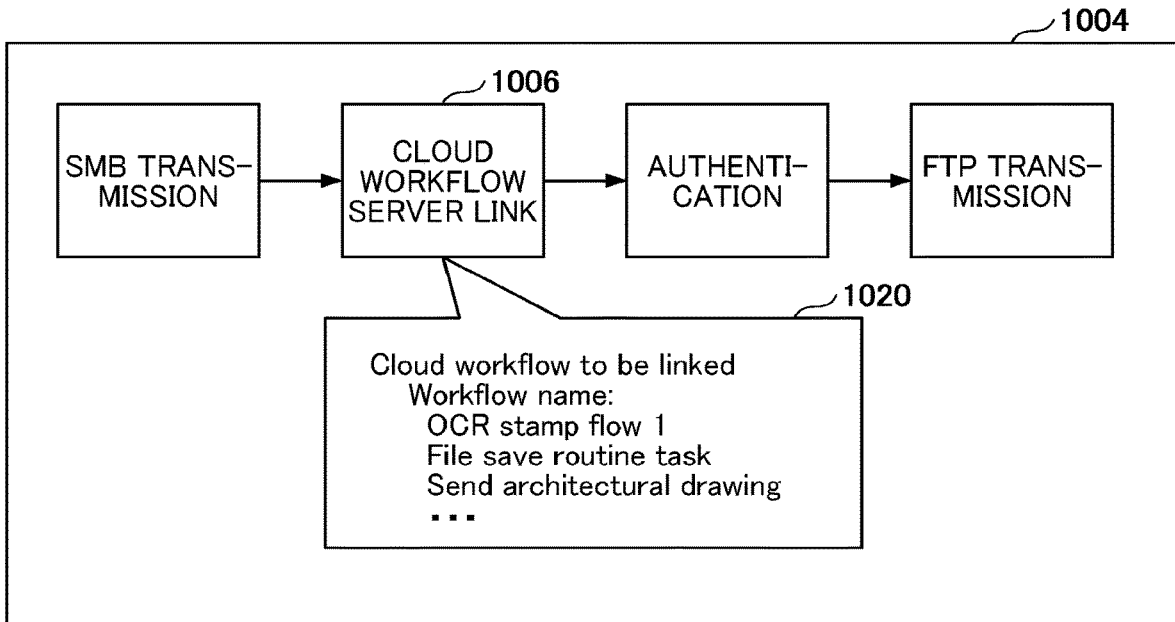 1004
1006
SMB TRANS-
MISSION
CLOUD
WORKFLOW
SERVER LINK
AUTHENTI-
CATION
FTP TRANS-
MISSION
1020
Cloud workflow to be linked
Workflow name:
OCR stamp flow 1
File save routine task
Send architectural drawing
▪ ▪ ▪